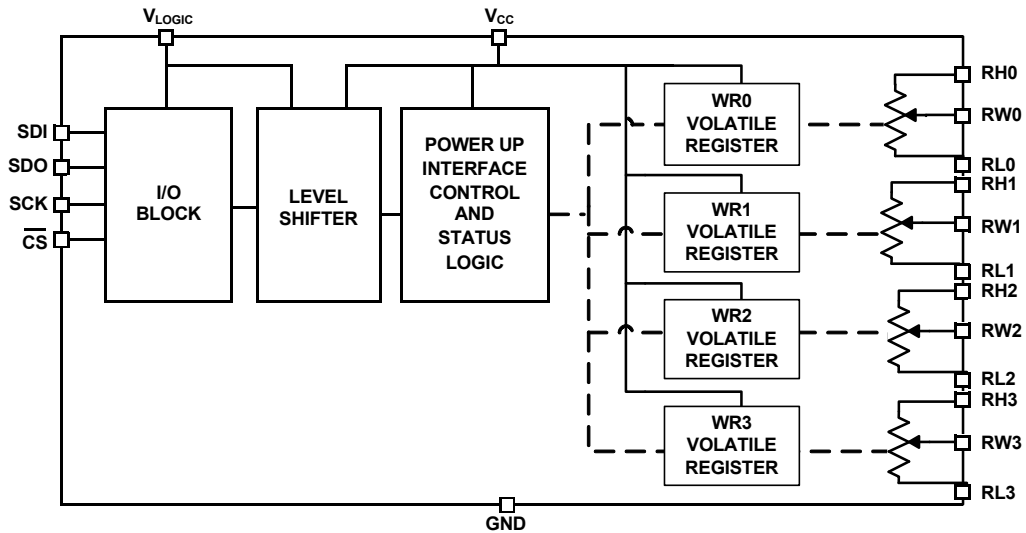 VLOGIC
VCC
SDI
SDO
SCK
CS
I/O
BLOCK
LEVEL
SHIFTER
POWER UP
INTERFACE
CONTROL
AND
STATUS
LOGIC
WR0
VOLATILE
REGISTER
WR1
VOLATILE
REGISTER
WR2
VOLATILE
REGISTER
WR3
VOLATILE
REGISTER
RH0
RW0
RL0
RH1
RW1
RL1
RH2
RW2
RL2
RH3
RW3
RL3
GND